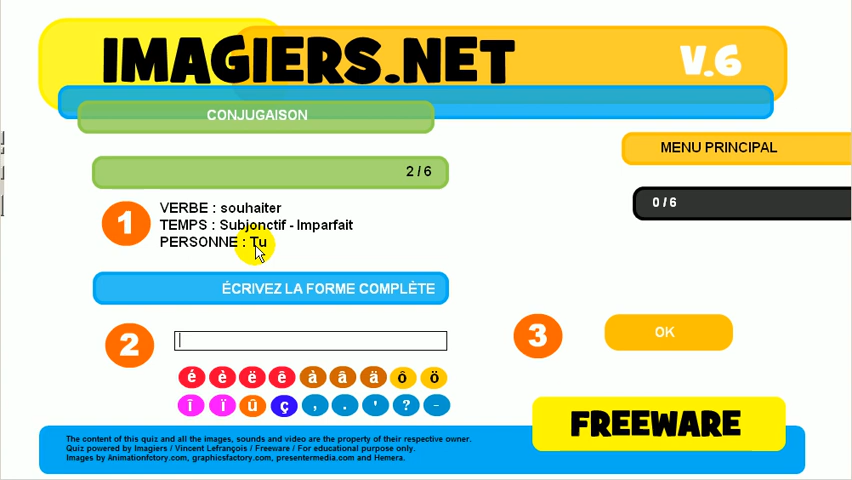 IMAGIERS.NET
V.6
CONJUGAISON
MENU PRINCIPAL
2 / 6
0 / 6
1
VERBE : souhaiter
TEMPS : Subjonctif - Imparfait
PERSONNE : Tu
ÉCRIVEZ LA FORME COMPLÈTE
2
3
OK
é è ë ê à â ä ô ö
î ï û ç , . ' ? -
FREEWARE
The content of this quiz and all the images, sounds and video are the property of their respective owner.
Quiz powered by Imagiers / Vincent Lefrançois / Freeware / For educational purpose only.
Images by Animationfctory.com, graphicsfactory.com, presentermedia.com and Hemera.